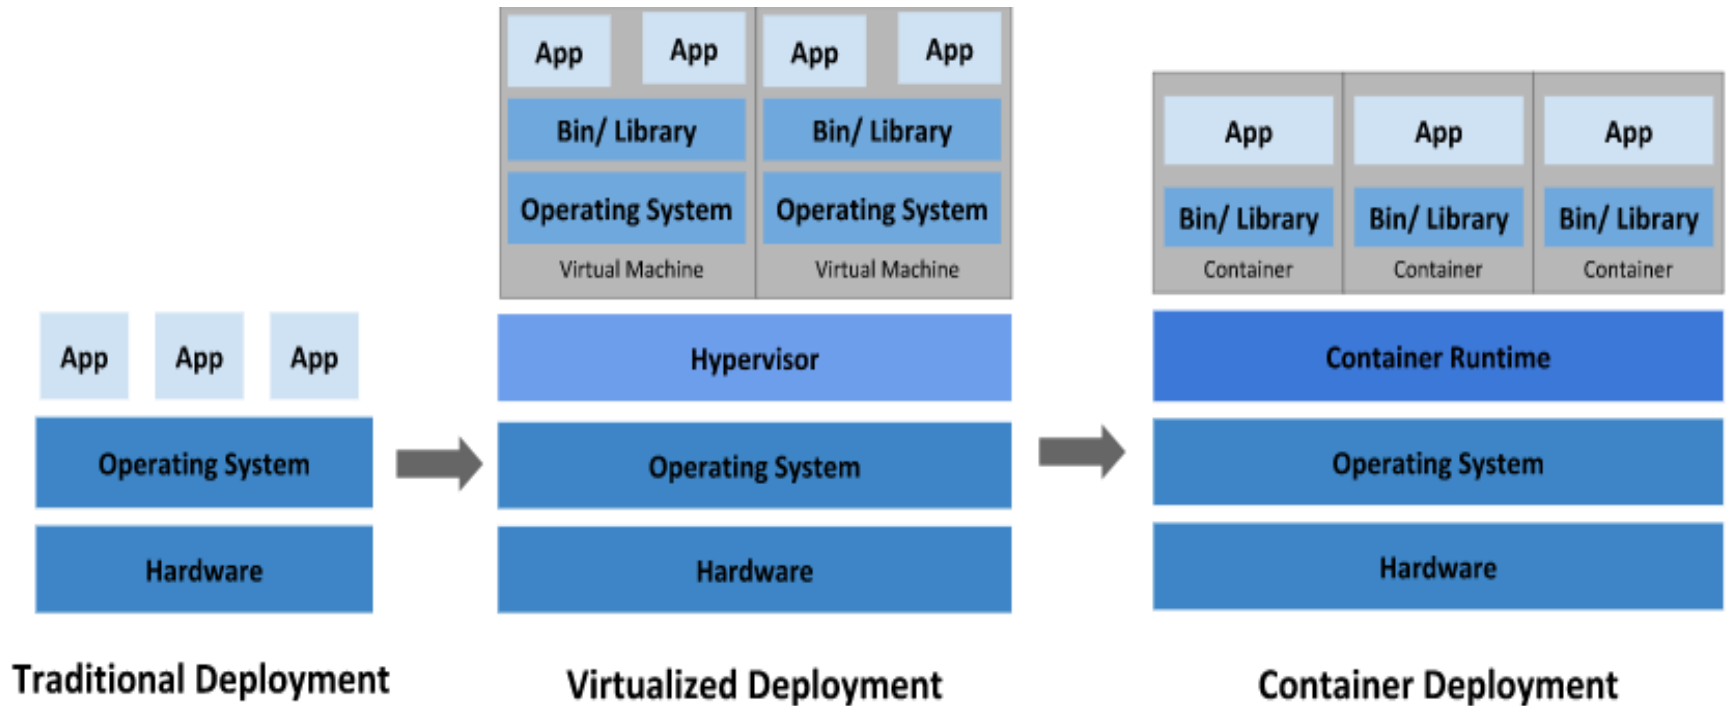 App App App
Operating System
Hardware
Traditional Deployment
App App App App
Bin/ Library Bin/ Library
Operating System Operating System
Virtual Machine Virtual Machine
Hypervisor
Operating System
Hardware
Virtualized Deployment
App App App
Bin/ Library Bin/ Library Bin/ Library
Container Container Container
Container Runtime
Operating System
Hardware
Container Deployment